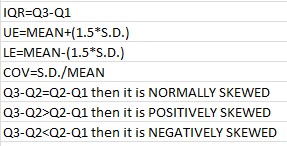 IQR=Q3-Q1
UE=MEAN+(1.5*S.D.)
LE=MEAN-(1.5*S.D.)
COV=S.D./MEAN
Q3-Q2=Q2-Q1 then it is NORMALLY SKEWED
Q3-Q2>Q2-Q1 then it is POSITIVELY SKEWED
Q3-Q2<Q2-Q1 then it is NEGATIVELY SKEWED